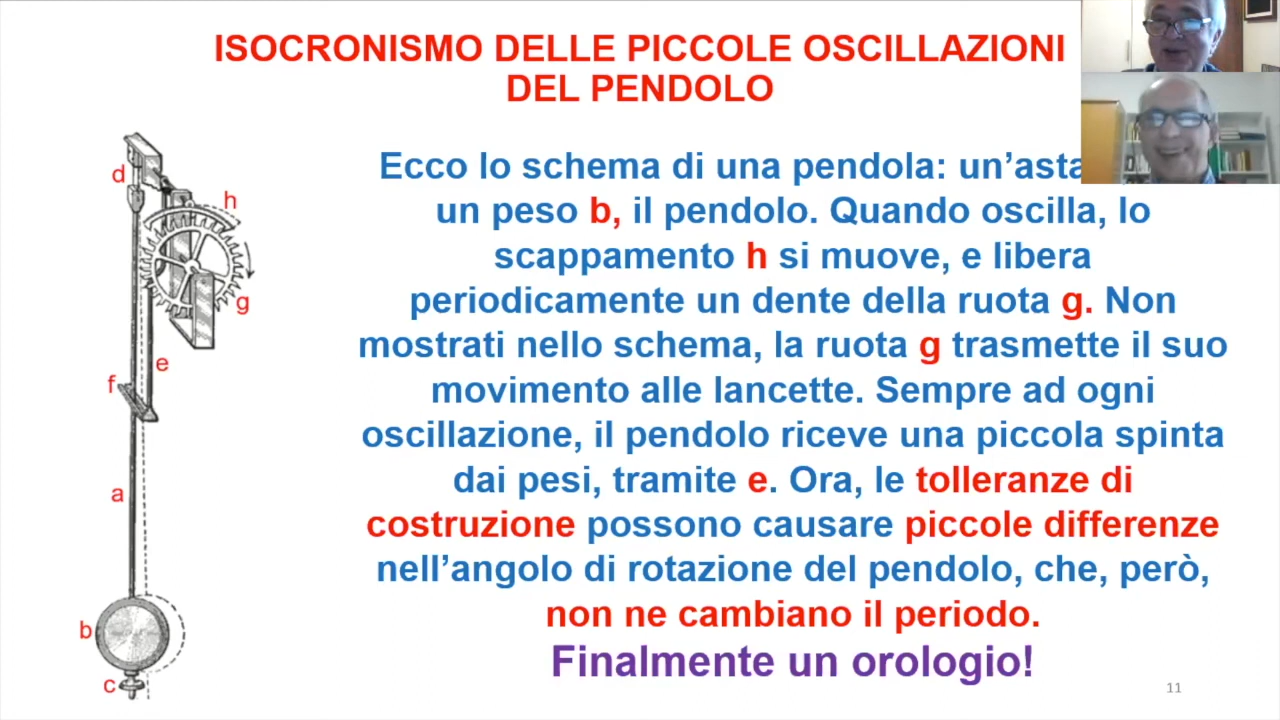 ISOCRONISMO DELLE PICCOLE OSCILLAZIONI
DEL PENDOLO
Ecco lo schema di una pendola: un’asta
un peso b, il pendolo. Quando oscilla, lo
scappamento h si muove, e libera
periodicamente un dente della ruota g. Non
mostrati nello schema, la ruota g trasmette il suo
movimento alle lancette. Sempre ad ogni
oscillazione, il pendolo riceve una piccola spinta
dai pesi, tramite e. Ora, le tolleranze di
costruzione possono causare piccole differenze
nell’angolo di rotazione del pendolo, che, però,
non ne cambiano il periodo.
Finalmente un orologio!
d
h
g
e
f
a
b
c
11